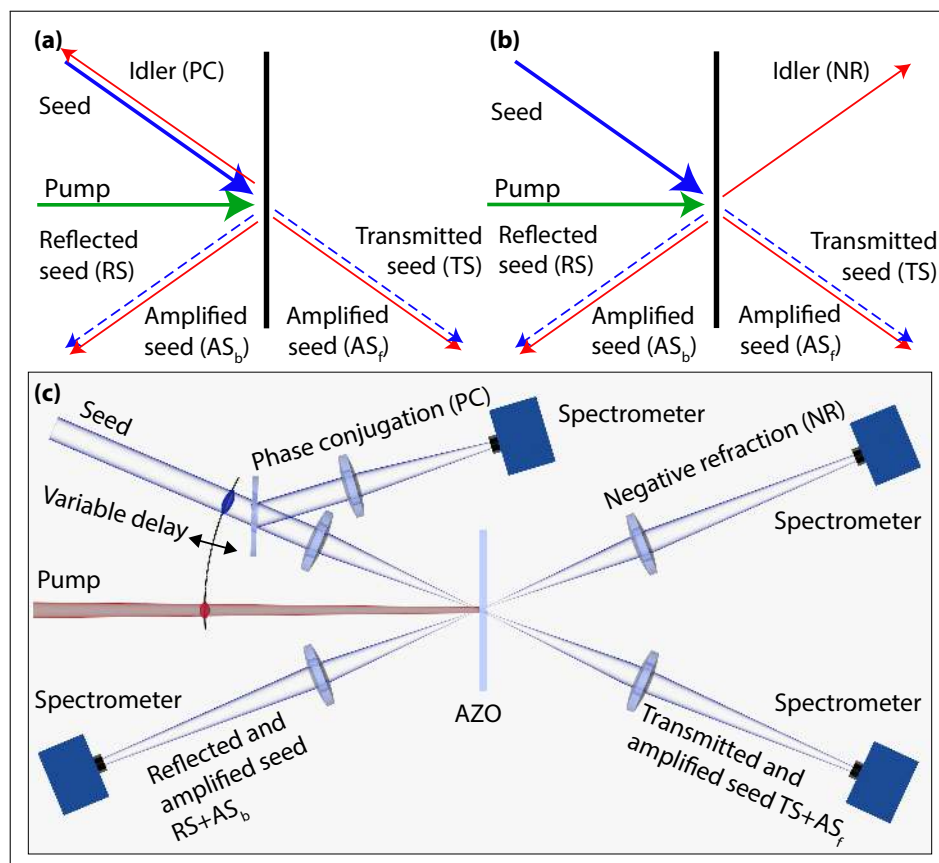 (a)
Idler (PC)
Seed
Pump
Reflected
seed (RS)
Transmitted
seed (TS)
Amplified
seed (ASb)
Amplified
seed (ASf)
(b)
Idler (NR)
Seed
Pump
Reflected
seed (RS)
Transmitted
seed (TS)
Amplified
seed (ASb)
Amplified
seed (ASf)
(c)
Seed
Phase conjugation (PC)
Spectrometer
Negative refraction (NR)
Variable delay
Spectrometer
Pump
Spectrometer
AZO
Spectrometer
Reflected and
amplified seed
RS+ASb
Transmitted and
amplified seed TS+ASf